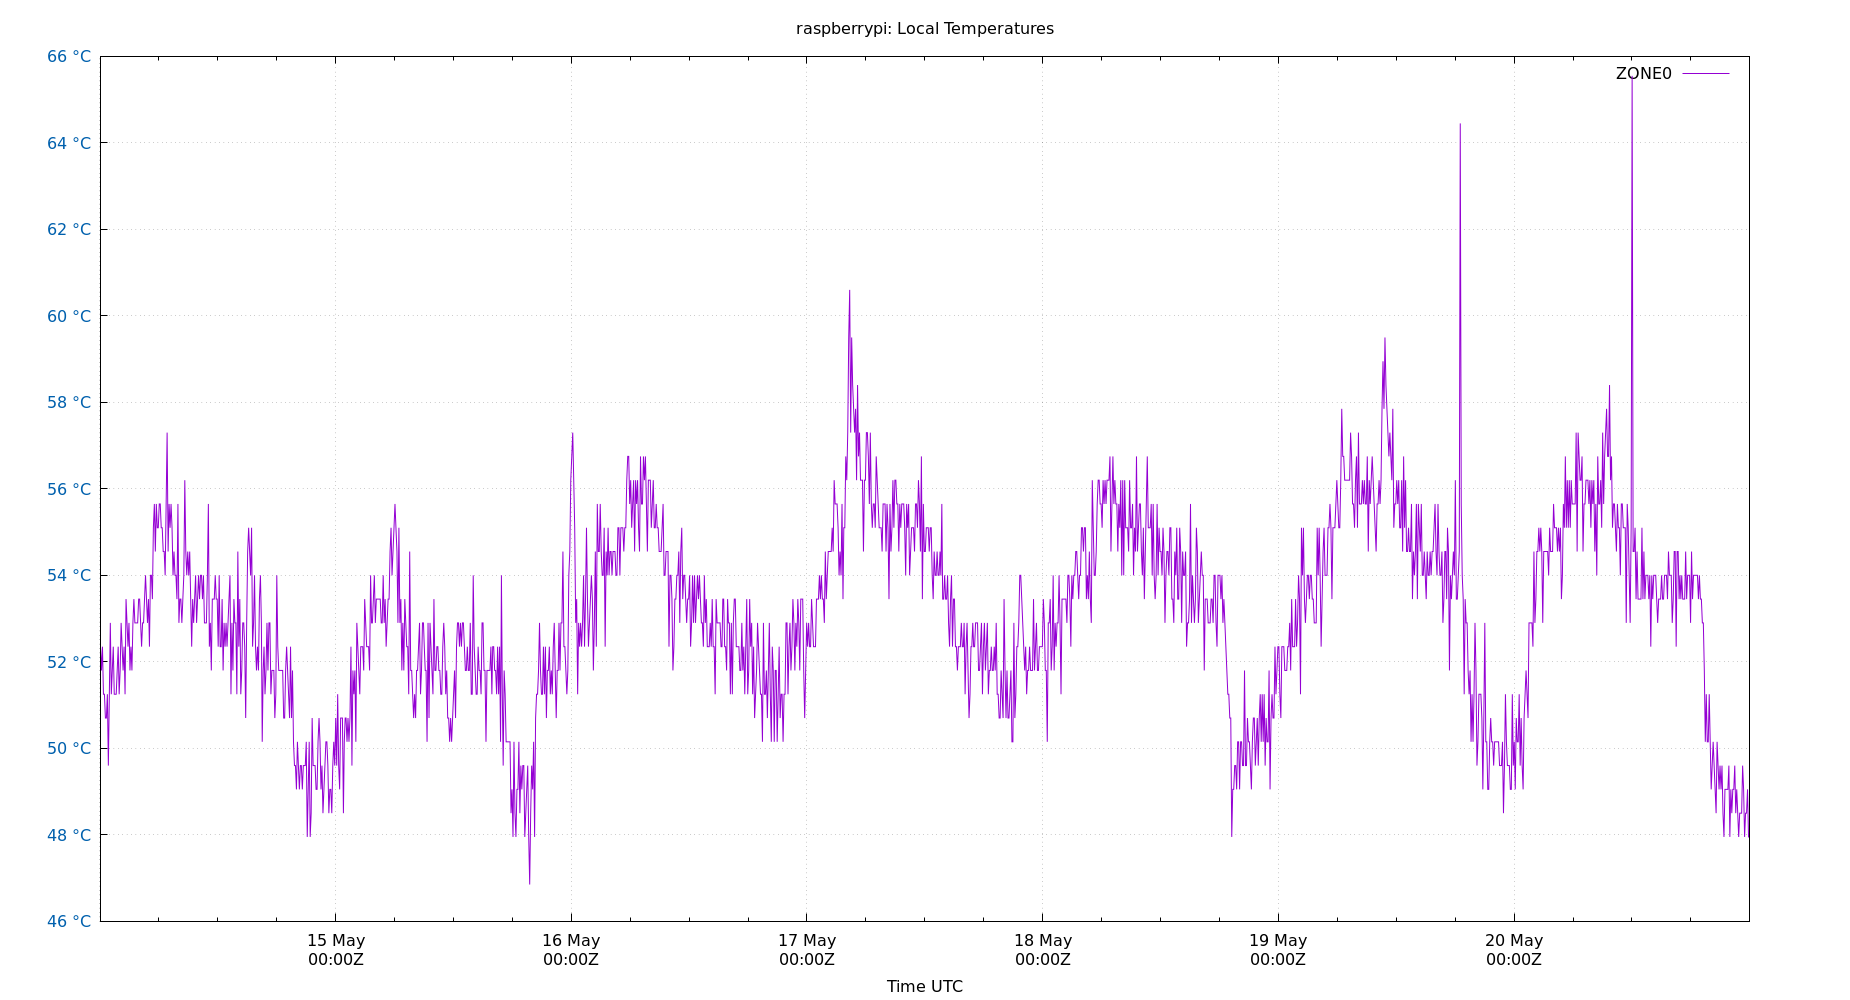 raspberrypi: Local Temperatures
66 °C
ZONE0
64 °C
62 °C
60 °C
58 °C
56 °C
54 °C
52 °C
50 °C
48 °C
46 °C
15 May 16 May 17 May 18 May 19 May 20 May
00:00Z 00:00Z 00:00Z 00:00Z 00:00Z 00:00Z
Time UTC